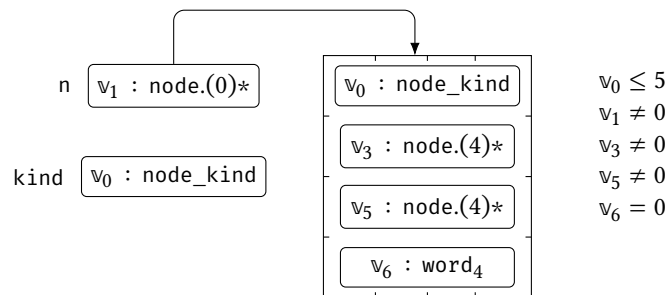 n 𝕧₁ : node.(0)*
kind 𝕧₀ : node_kind
𝕧₀ : node_kind
𝕧₃ : node.(4)*
𝕧₅ : node.(4)*
𝕧₆ : word₄
𝕧₀ ≤ 5
𝕧₁ ≠ 0
𝕧₃ ≠ 0
𝕧₅ ≠ 0
𝕧₆ = 0